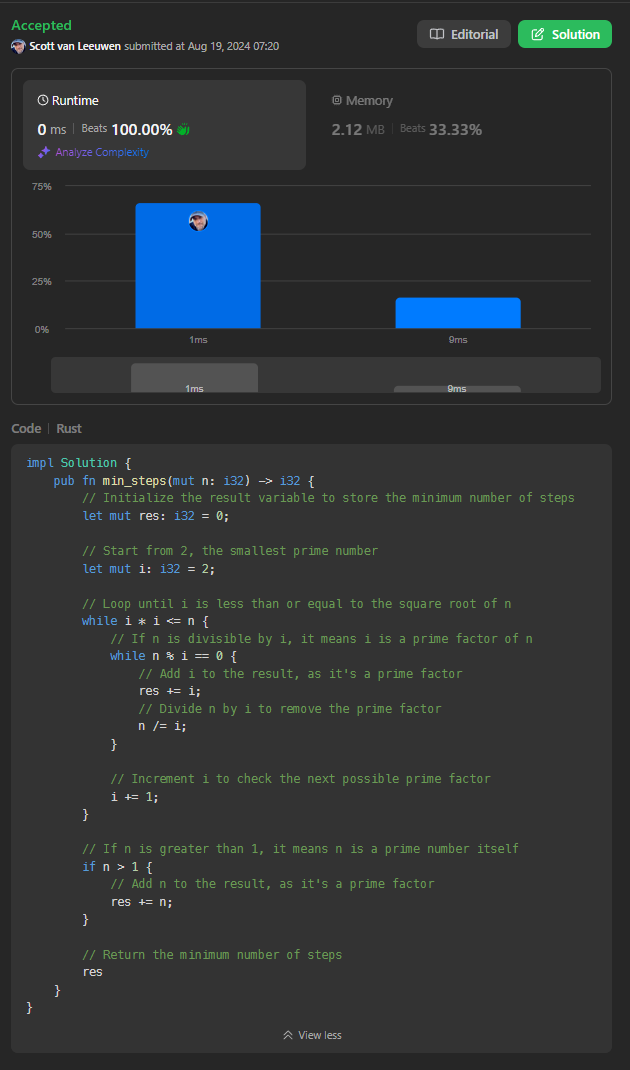 Accepted
Scott van Leeuwen submitted at Aug 19, 2024 07:20
Editorial
Solution
Runtime
0 ms | Beats 100.00%
Analyze Complexity
Memory
2.12 MB | Beats 33.33%
75%
50%
25%
0%
1ms
9ms
1ms
9ms
Code | Rust
impl Solution {
    pub fn min_steps(mut n: i32) -> i32 {
        // Initialize the result variable to store the minimum number of steps
        let mut res: i32 = 0;

        // Start from 2, the smallest prime number
        let mut i: i32 = 2;

        // Loop until i is less than or equal to the square root of n
        while i * i <= n {
            // If n is divisible by i, it means i is a prime factor of n
            while n % i == 0 {
                // Add i to the result, as it's a prime factor
                res += i;
                // Divide n by i to remove the prime factor
                n /= i;
            }

            // Increment i to check the next possible prime factor
            i += 1;
        }

        // If n is greater than 1, it means n is a prime number itself
        if n > 1 {
            // Add n to the result, as it's a prime factor
            res += n;
        }

        // Return the minimum number of steps
        res
    }
}
View less